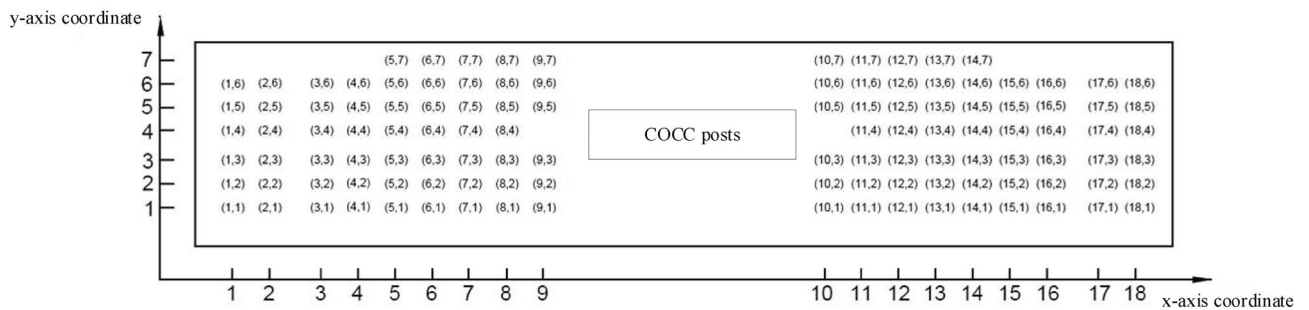 y-axis coordinate
7 (5,7) (6,7) (7,7) (8,7) (9,7) (10,7) (11,7) (12,7) (13,7) (14,7)
6 (1,6) (2,6) (3,6) (4,6) (5,6) (6,6) (7,6) (8,6) (9,6) (10,6) (11,6) (12,6) (13,6) (14,6) (15,6) (16,6) (17,6) (18,6)
5 (1,5) (2,5) (3,5) (4,5) (5,5) (6,5) (7,5) (8,5) (9,5) (10,5) (11,5) (12,5) (13,5) (14,5) (15,5) (16,5) (17,5) (18,5)
4 (1,4) (2,4) (3,4) (4,4) (5,4) (6,4) (7,4) (8,4) COCC posts (11,4) (12,4) (13,4) (14,4) (15,4) (16,4) (17,4) (18,4)
3 (1,3) (2,3) (3,3) (4,3) (5,3) (6,3) (7,3) (8,3) (9,3) (10,3) (11,3) (12,3) (13,3) (14,3) (15,3) (16,3) (17,3) (18,3)
2 (1,2) (2,2) (3,2) (4,2) (5,2) (6,2) (7,2) (8,2) (9,2) (10,2) (11,2) (12,2) (13,2) (14,2) (15,2) (16,2) (17,2) (18,2)
1 (1,1) (2,1) (3,1) (4,1) (5,1) (6,1) (7,1) (8,1) (9,1) (10,1) (11,1) (12,1) (13,1) (14,1) (15,1) (16,1) (17,1) (18,1)
1 2 3 4 5 6 7 8 9 10 11 12 13 14 15 16 17 18
x-axis coordinate